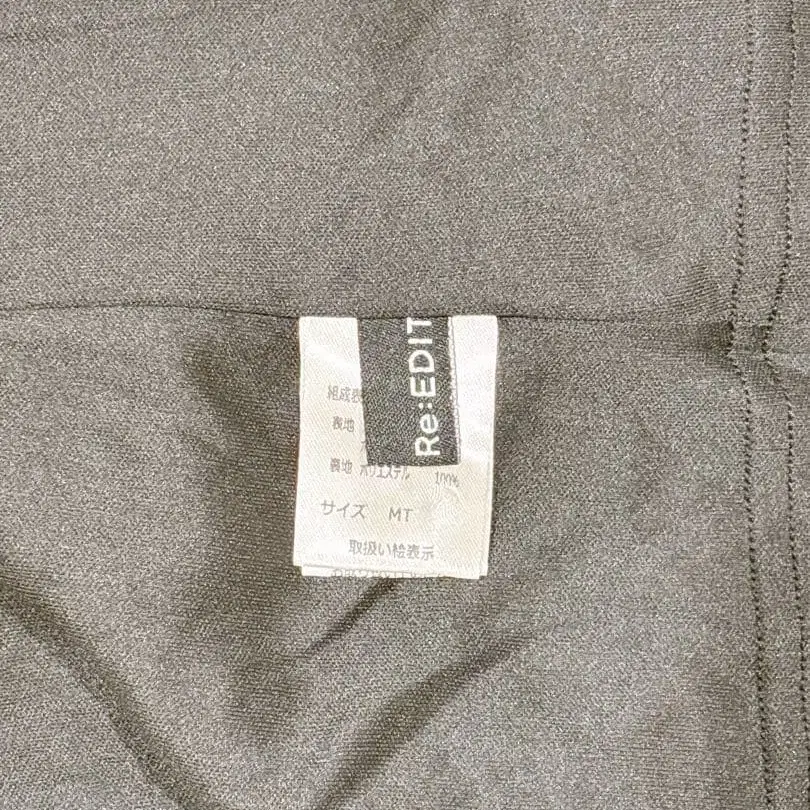 Re:EDIT
組成表
表地
裏地 ポリエステル 100%
サイズ MT
取扱い絵表示